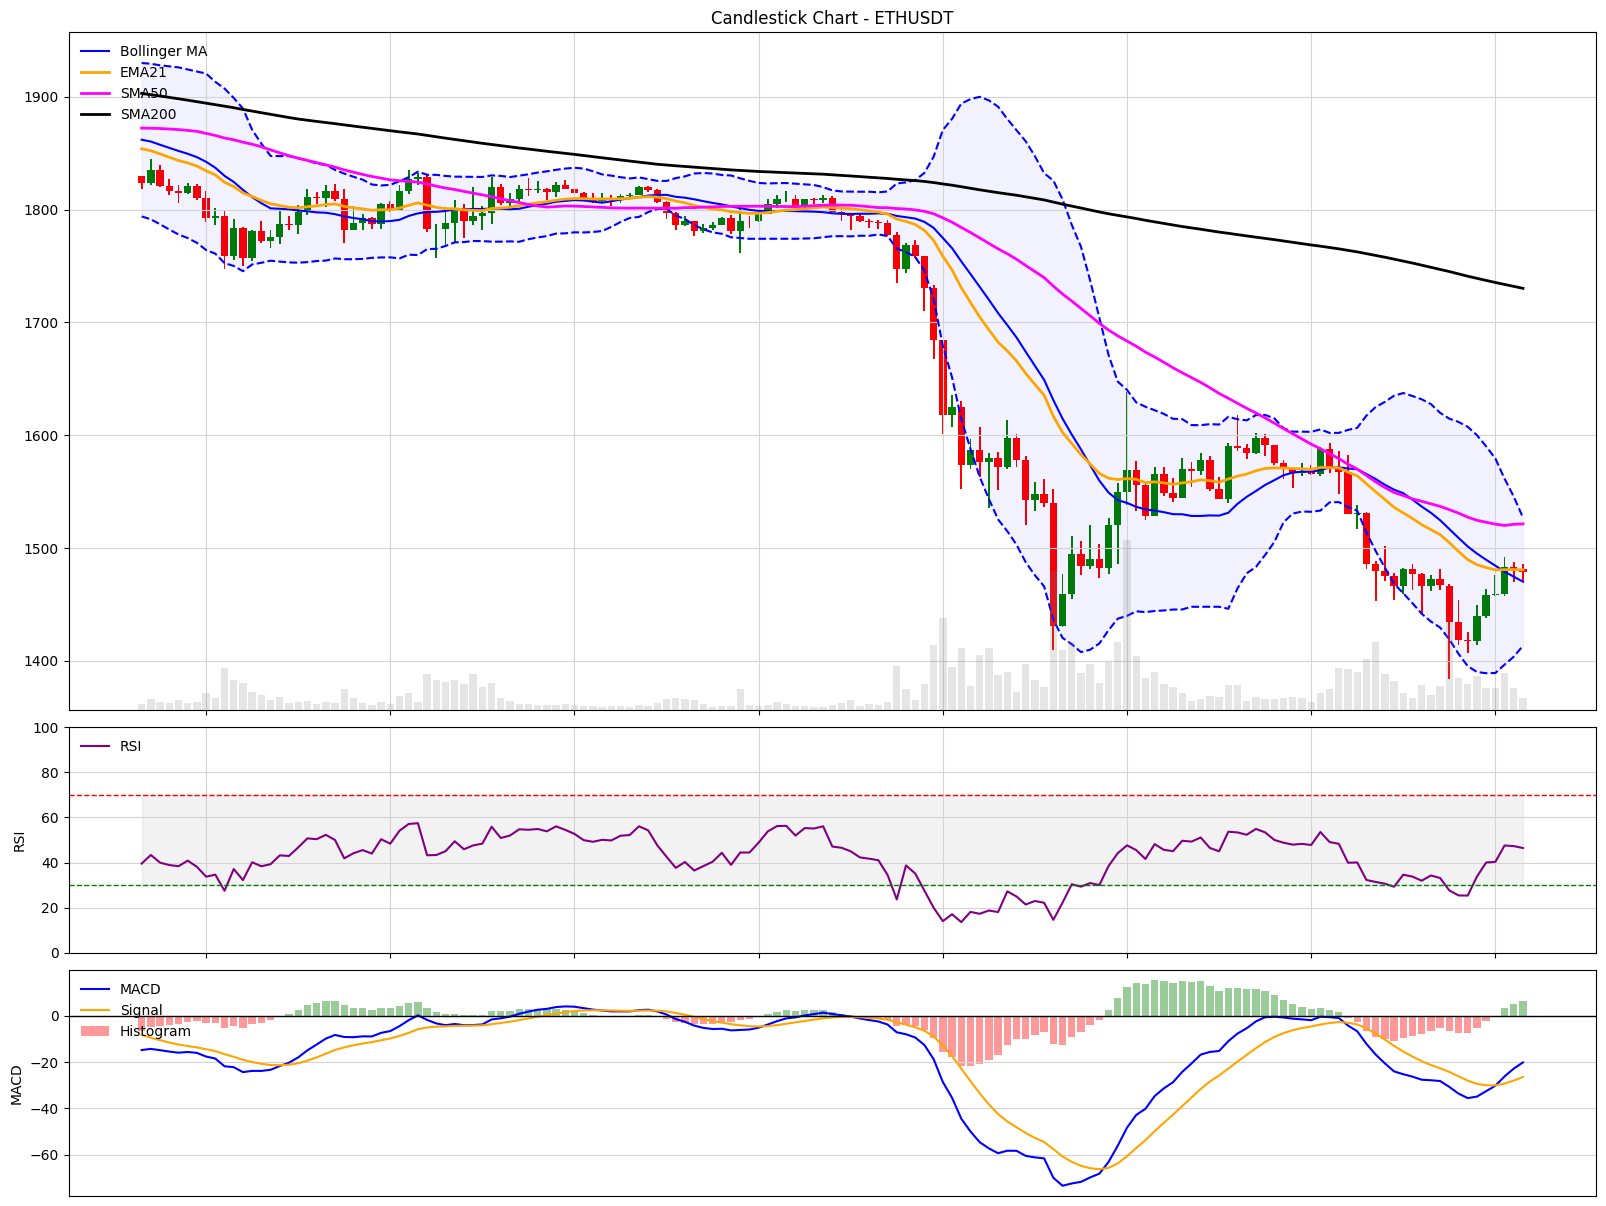 Candlestick Chart - ETHUSDT
Bollinger MA
EMA21
SMA50
SMA200
1900
1800
1700
1600
1500
1400
RSI
100
80
60
40
20
0
RSI
MACD
Signal
Histogram
0
−20
−40
−60
MACD